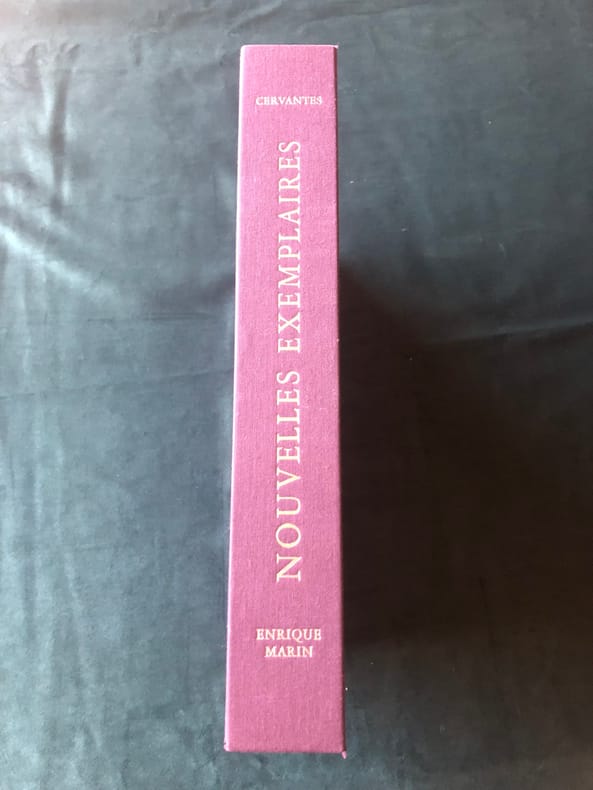 CERVANTES
NOUVELLES EXEMPLAIRES
ENRIQUE
MARIN